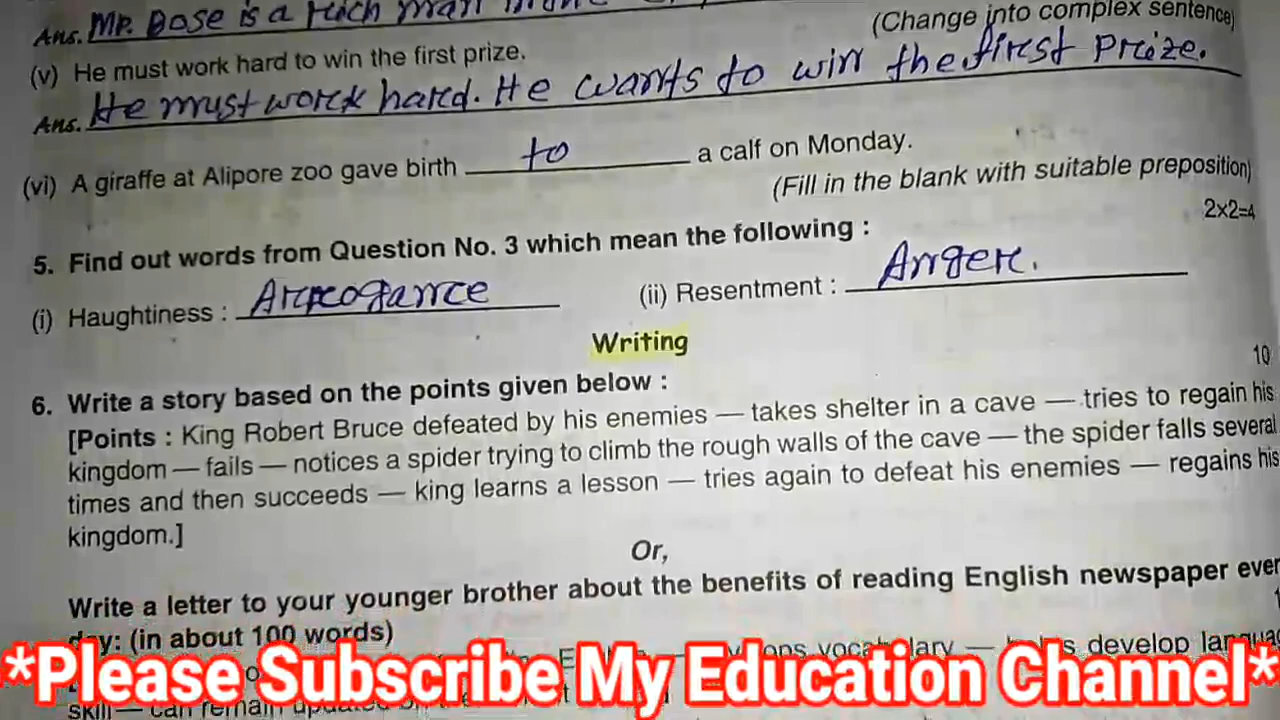 Ans. Mr. Bose is a rich man
(Change into complex sentence)
(v) He must work hard to win the first prize.
Ans. He must work hard. He wants to win the first Prize.
(vi) A giraffe at Alipore zoo gave birth to a calf on Monday.
(Fill in the blank with suitable preposition)
2x2=4
5. Find out words from Question No. 3 which mean the following :
(i) Haughtiness : Arrogance (ii) Resentment : Anger.
Writing
10
6. Write a story based on the points given below :
[Points : King Robert Bruce defeated by his enemies — takes shelter in a cave — tries to regain his
kingdom — fails — notices a spider trying to climb the rough walls of the cave — the spider falls several
times and then succeeds — king learns a lesson — tries again to defeat his enemies — regains his
kingdom.]
Or,
Write a letter to your younger brother about the benefits of reading English newspaper ever
day: (in about 100 words)
develop
*Please Subscribe My Education Channel*
skill — can remain